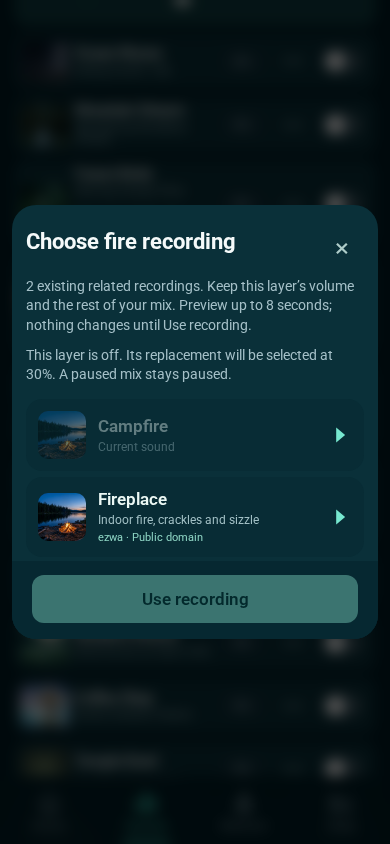 Choose fire recording
2 existing related recordings. Keep this layer's volume
and the rest of your mix. Preview up to 8 seconds;
nothing changes until Use recording.
This layer is off. Its replacement will be selected at
30%. A paused mix stays paused.
Campfire
Current sound
Fireplace
Indoor fire, crackles and sizzle
ezwa · Public domain
Use recording